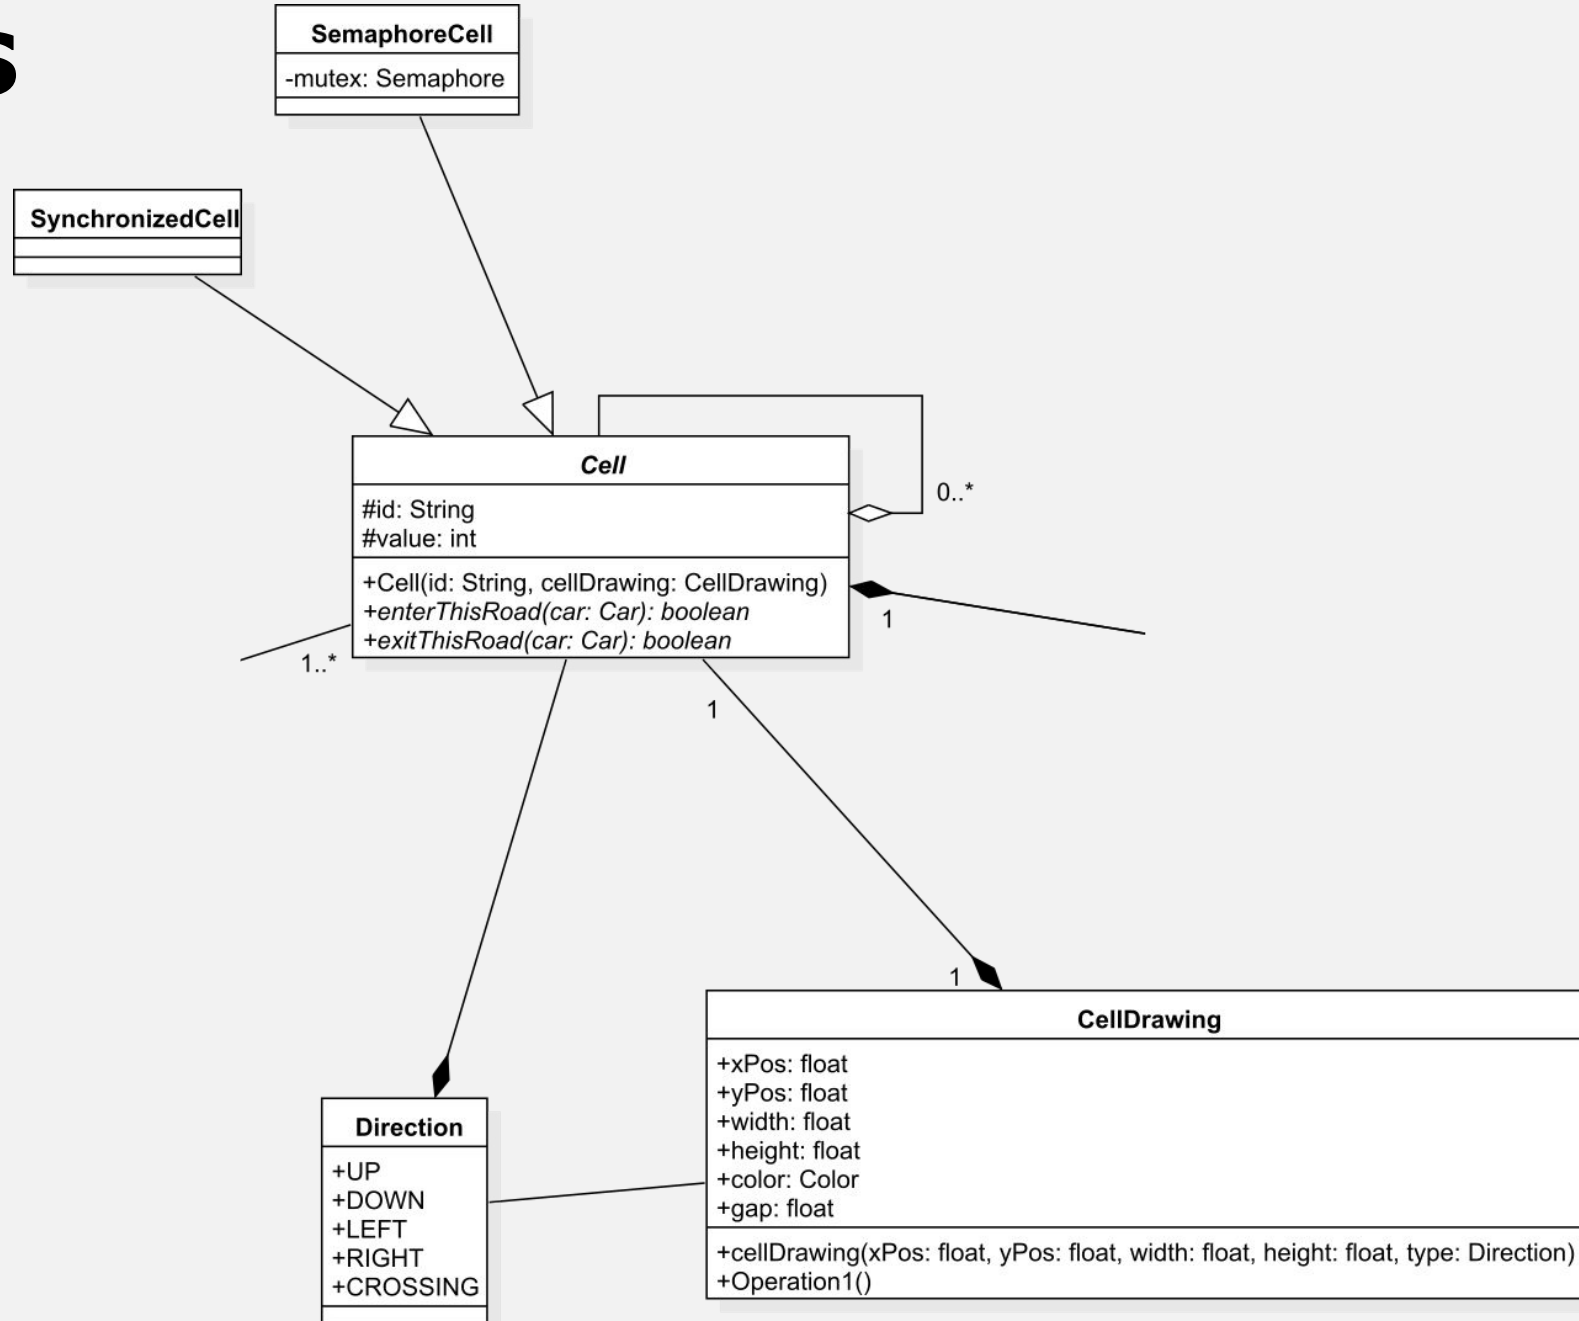 s
SemaphoreCell
-mutex: Semaphore
SynchronizedCell
Cell
#id: String
#value: int
+Cell(id: String, cellDrawing: CellDrawing)
+enterThisRoad(car: Car): boolean
+exitThisRoad(car: Car): boolean
0..*
1
1..*
1
1
CellDrawing
+xPos: float
+yPos: float
+width: float
+height: float
+color: Color
+gap: float
+cellDrawing(xPos: float, yPos: float, width: float, height: float, type: Direction)
+Operation1()
Direction
+UP
+DOWN
+LEFT
+RIGHT
+CROSSING